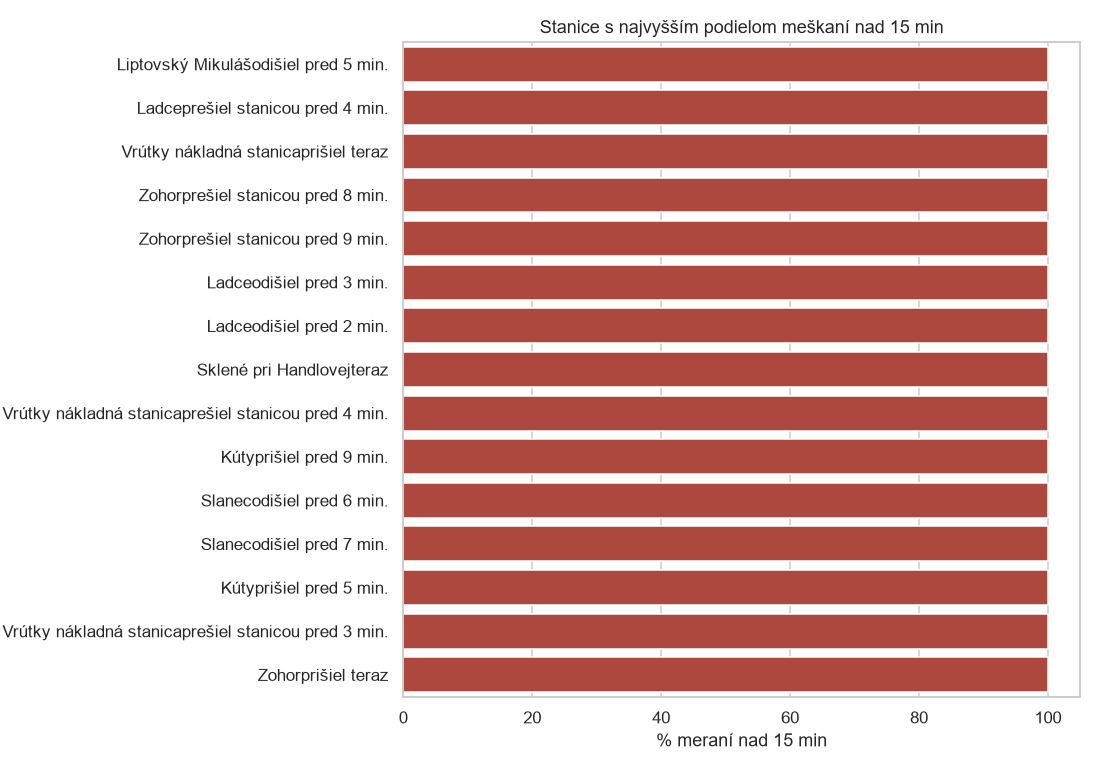 Stanice s najvyšším podielom meškaní nad 15 min
Liptovský Mikulášodišiel pred 5 min.
Ladceprešiel stanicou pred 4 min.
Vrútky nákladná stanicaprišiel teraz
Zohorprešiel stanicou pred 8 min.
Zohorprešiel stanicou pred 9 min.
Ladceodišiel pred 3 min.
Ladceodišiel pred 2 min.
Sklené pri Handlovejteraz
Vrútky nákladná stanicaprešiel stanicou pred 4 min.
Kútyprišiel pred 9 min.
Slanecodišiel pred 6 min.
Slanecodišiel pred 7 min.
Kútyprišiel pred 5 min.
Vrútky nákladná stanicaprešiel stanicou pred 3 min.
Zohorprišiel teraz
0 20 40 60 80 100
% meraní nad 15 min